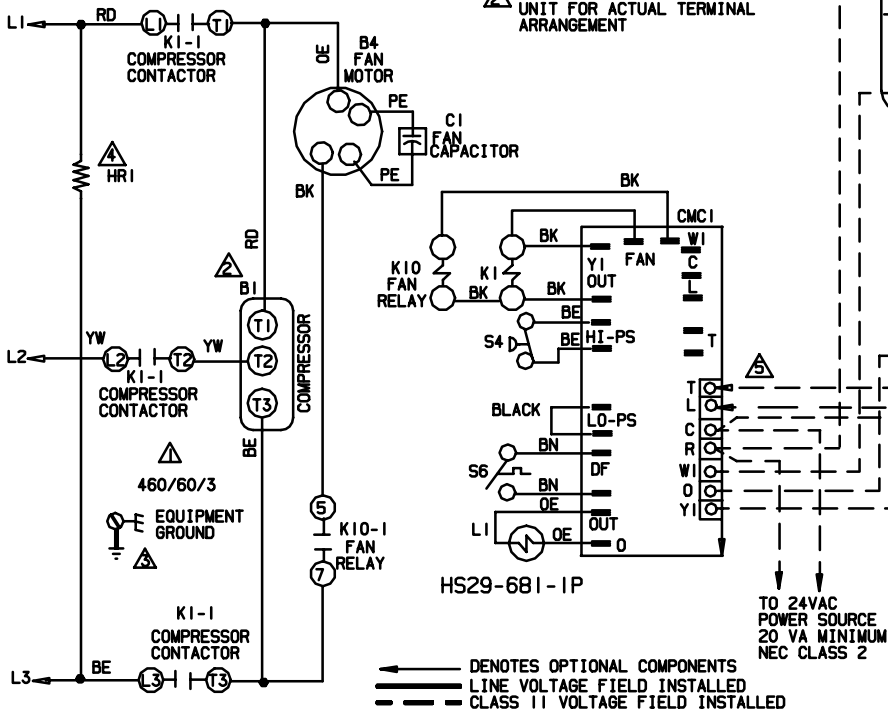 2
UNIT FOR ACTUAL TERMINAL
ARRANGEMENT
L1
RD
L1
T1
K1-1
COMPRESSOR
CONTACTOR
OE
B4
FAN
MOTOR
PE
C1
FAN
CAPACITOR
PE
4
HR1
BK
RD
2
B1
T1
T2
T3
COMPRESSOR
L2
YW
L2
T2
YW
K1-1
COMPRESSOR
CONTACTOR
BE
1
460/60/3
EQUIPMENT
GROUND
3
5
K10-1
FAN
RELAY
7
K1-1
COMPRESSOR
CONTACTOR
L3
BE
L3
T3
BK
CMC1
K10
FAN
RELAY
BK
K1
BK
BK
Y1
OUT
FAN
W1
C
L
T
S4
BE
BE
HI-PS
BLACK
LO-PS
S6
BN
DF
BN
OE
OUT
L1
OE
O
5
T
L
C
R
W1
O
Y1
HS29-681-1P
TO 24VAC
POWER SOURCE
20 VA MINIMUM
NEC CLASS 2
DENOTES OPTIONAL COMPONENTS
LINE VOLTAGE FIELD INSTALLED
CLASS II VOLTAGE FIELD INSTALLED